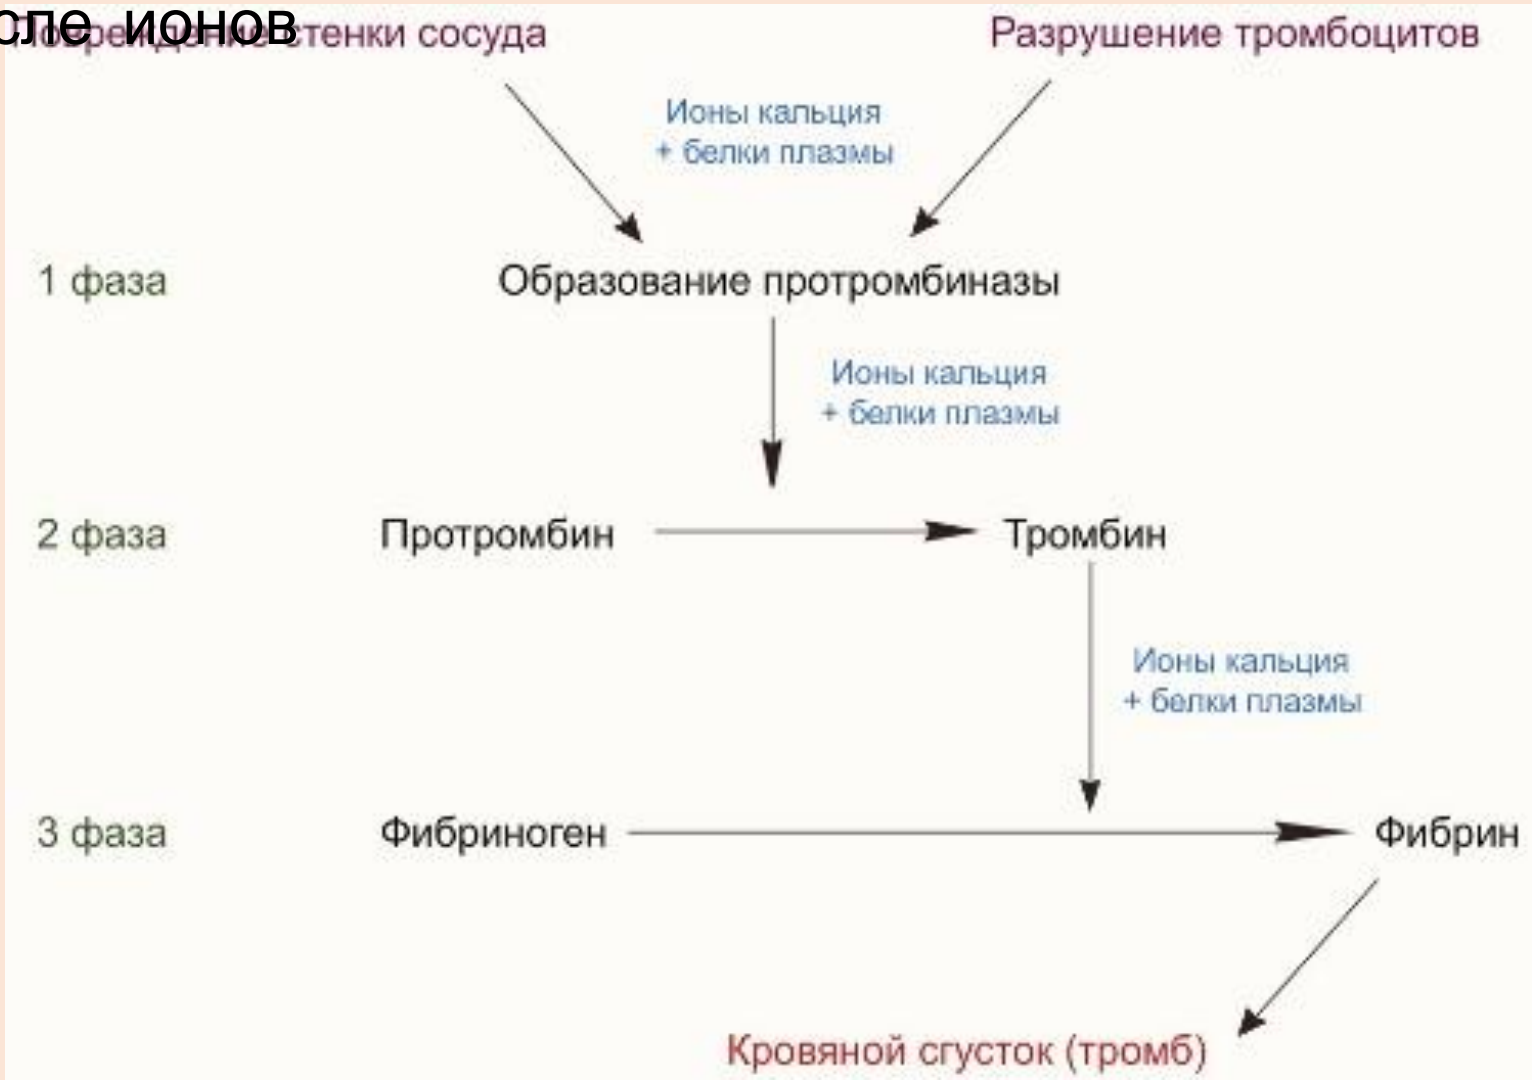 сле ионов
Повреждение стенки сосуда
Разрушение тромбоцитов
Ионы кальция
+ белки плазмы
1 фаза
Образование протромбиназы
Ионы кальция
+ белки плазмы
2 фаза
Протромбин
Тромбин
Ионы кальция
+ белки плазмы
3 фаза
Фибриноген
Фибрин
Кровяной сгусток (тромб)